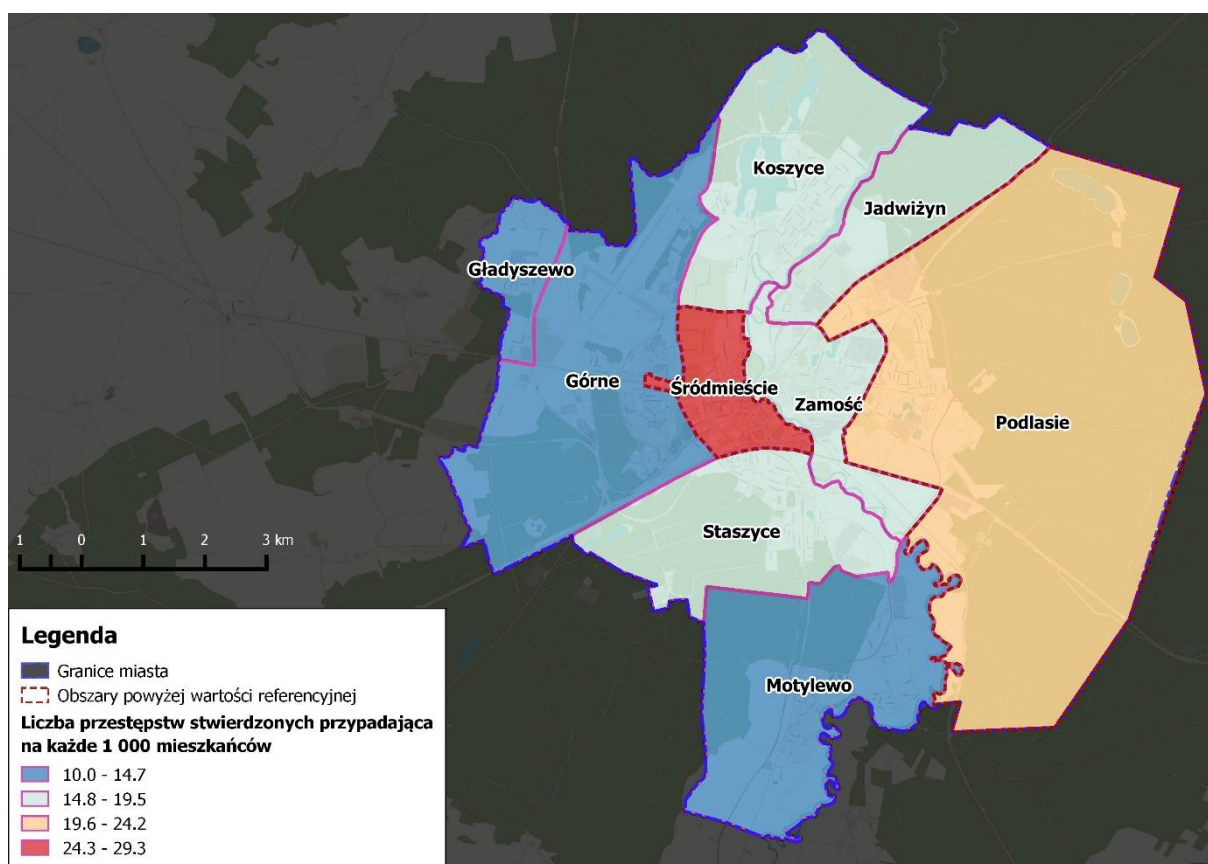 Koszyce
Jadwiżyn
Gładyszewo
Górne
Śródmieście
Zamość
Podlasie
Staszyce
Motylewo
1 0 1 2 3 km
Legenda
Granice miasta
Obszary powyżej wartości referencyjnej
Liczba przestępstw stwierdzonych przypadająca
na każde 1 000 mieszkańców
10.0 - 14.7
14.8 - 19.5
19.6 - 24.2
24.3 - 29.3